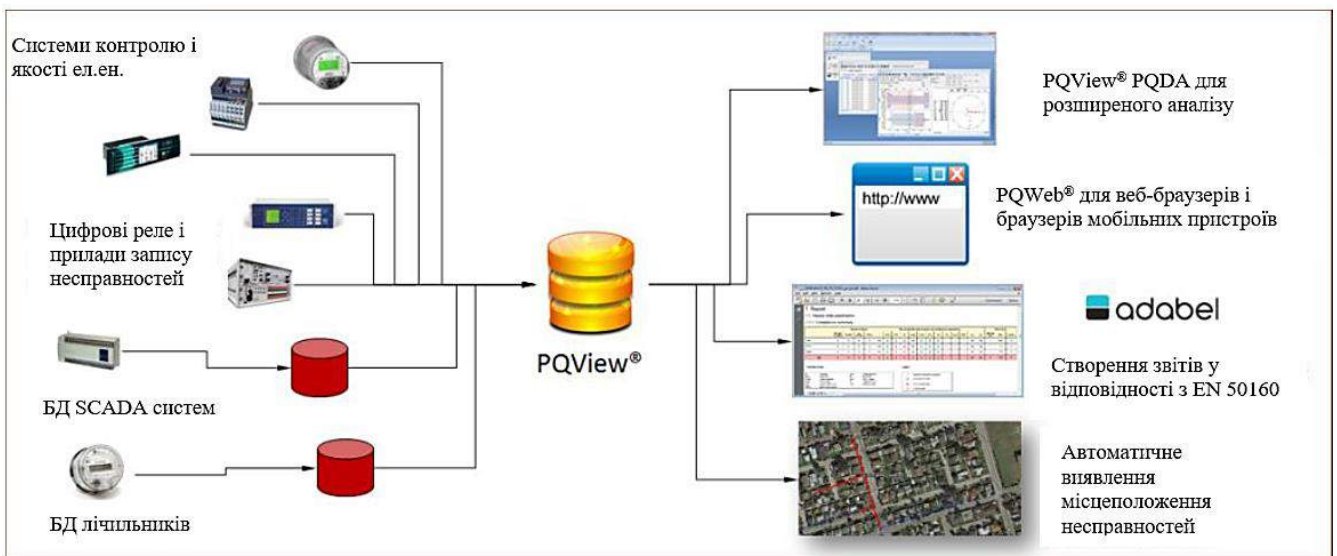 Системи контролю і
якості ел.ен.
Цифрові реле і
прилади запису
несправностей
БД SCADA систем
БД лічильників
PQView®
PQView® PQDA для
розширеного аналізу
http://www
PQWeb® для веб-браузерів і
браузерів мобільних пристроїв
adabel
Створення звітів у
відповідності з EN 50160
Автоматичне
виявлення
місцеположення
несправностей